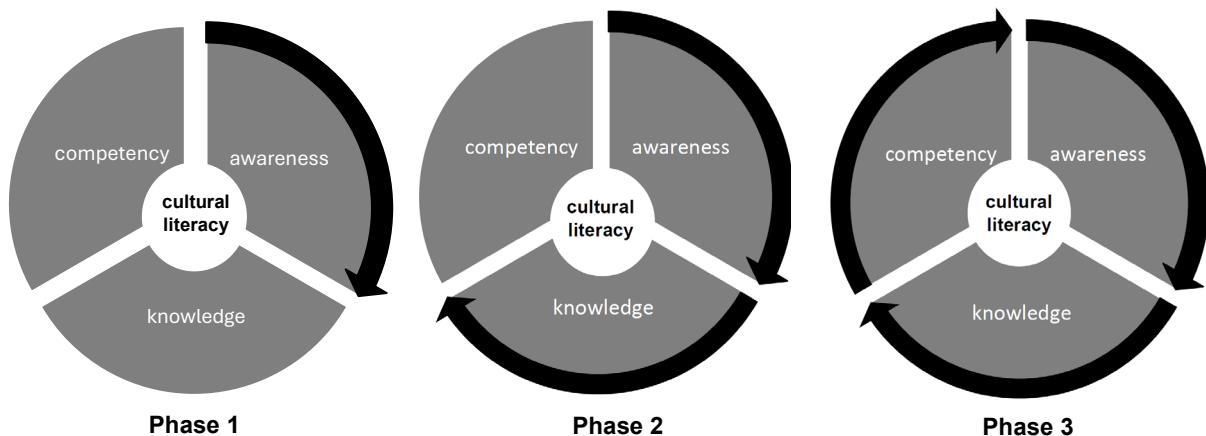 competency
awareness
cultural
literacy
knowledge
Phase 1
competency
awareness
cultural
literacy
knowledge
Phase 2
competency
awareness
cultural
literacy
knowledge
Phase 3